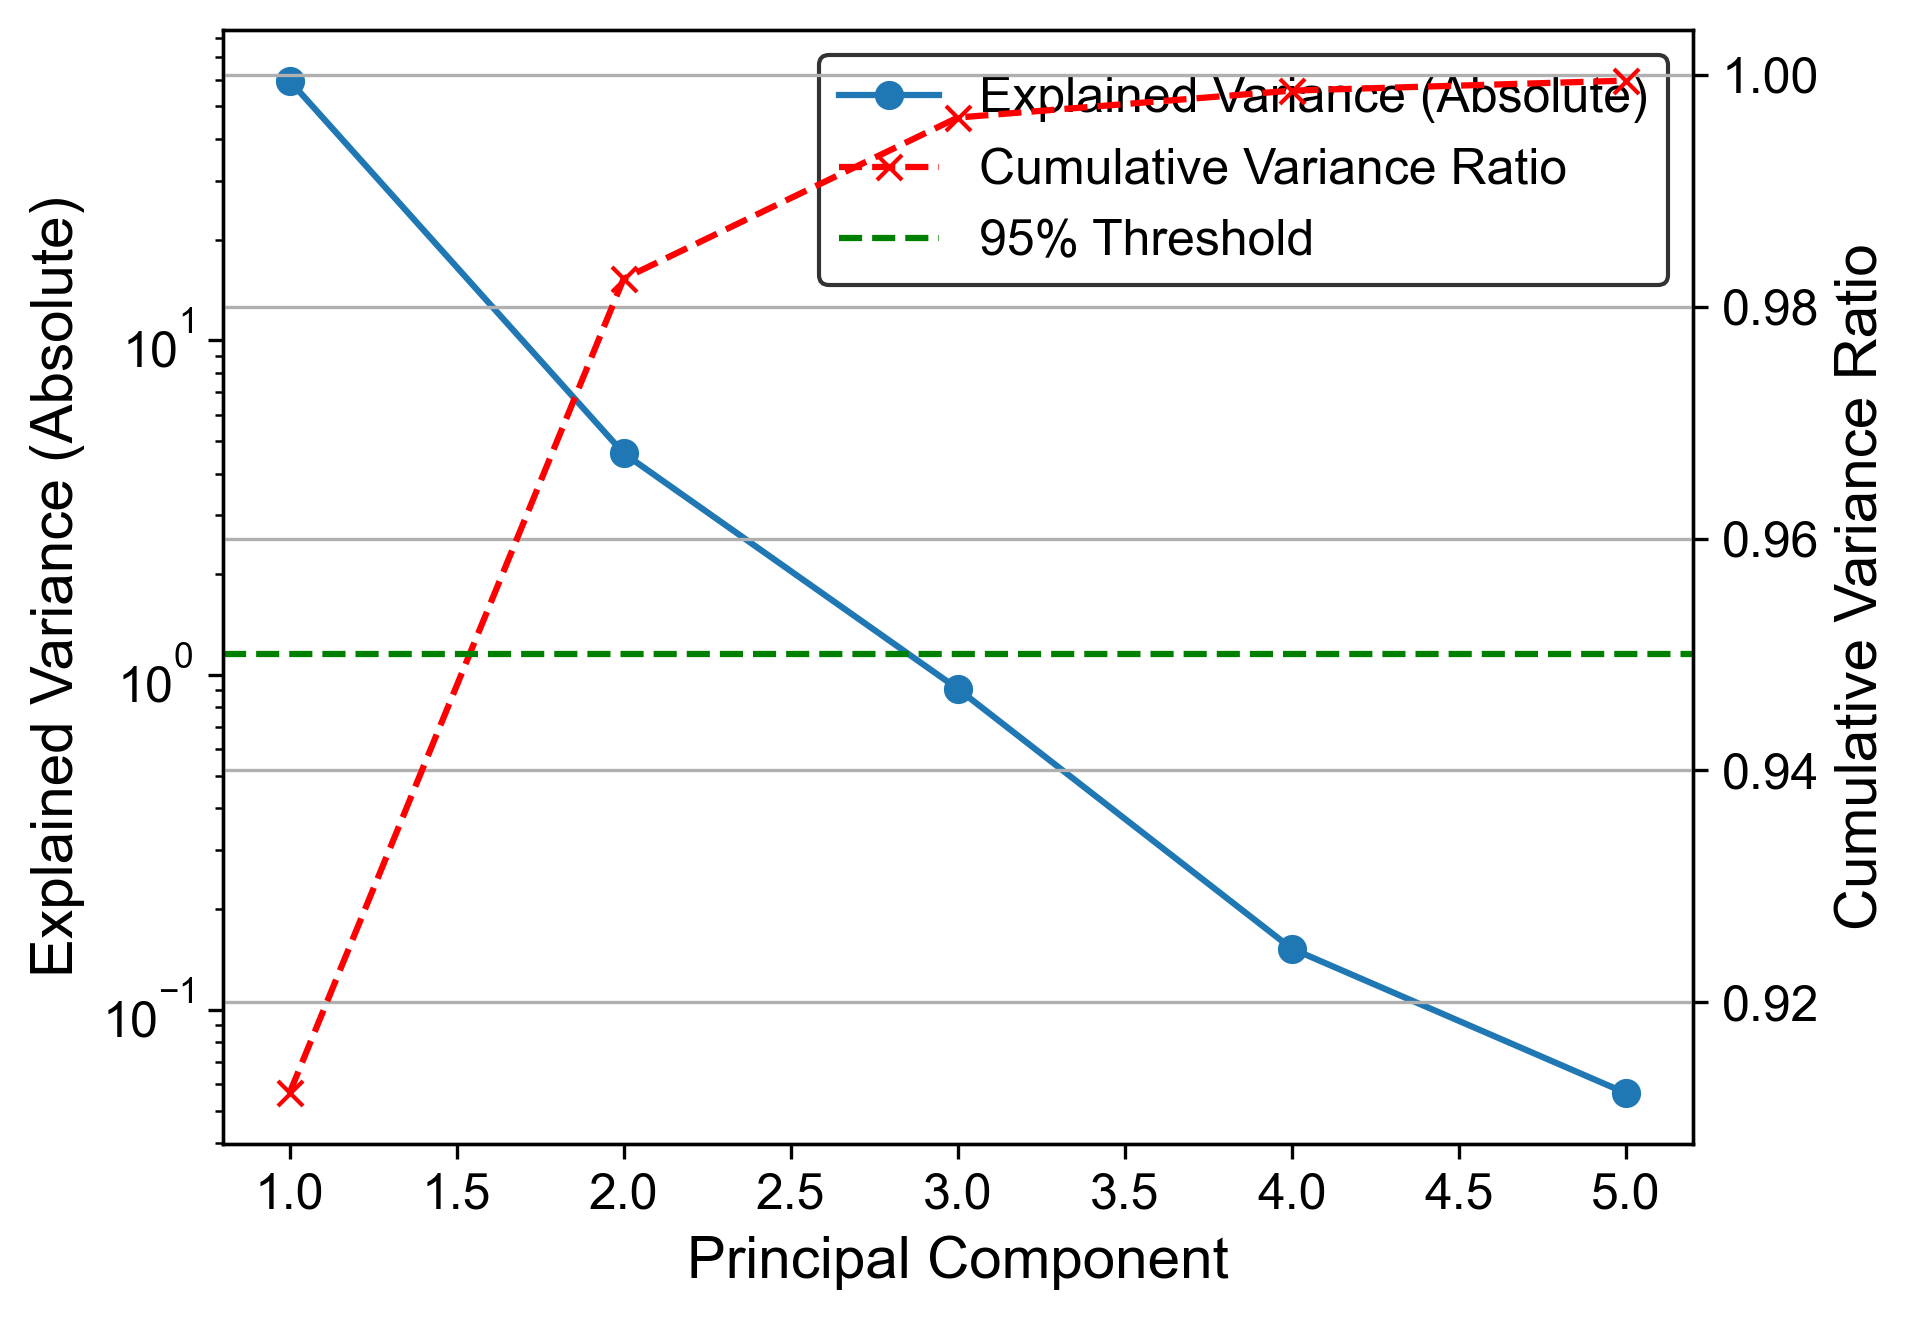 Explained Variance (Absolute)
Cumulative Variance Ratio
95% Threshold
Explained Variance (Absolute)
10^1
10^0
10^−1
1.00
0.98
0.96
0.94
0.92
Cumulative Variance Ratio
1.0 1.5 2.0 2.5 3.0 3.5 4.0 4.5 5.0
Principal Component